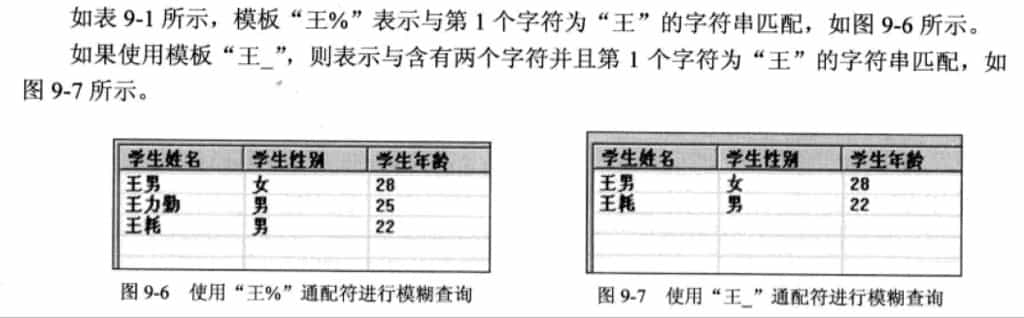 如表 9-1 所示，模板“王%”表示与第 1 个字符为“王”的字符串匹配，如图 9-6 所示。
如果使用模板“王_”，则表示与含有两个字符并且第 1 个字符为“王”的字符串匹配，如
图 9-7 所示。
学生姓名 学生性别 学生年龄
王男 女 28
王力勤 男 25
王耗 男 22
图 9-6 使用“王%”通配符进行模糊查询
学生姓名 学生性别 学生年龄
王男 女 28
王耗 男 22
图 9-7 使用“王_”通配符进行模糊查询